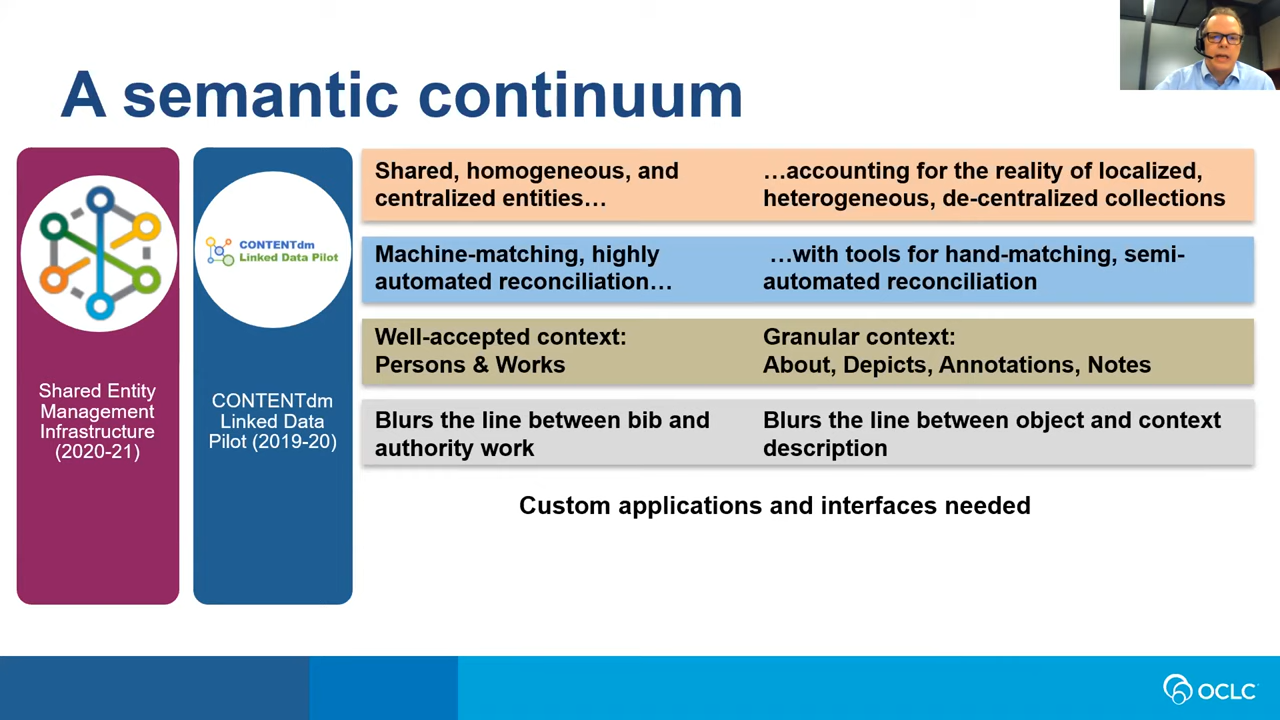 A semantic continuum
CONTENTdm
Linked Data Pilot
Shared Entity
Management
Infrastructure
(2020-21)
CONTENTdm
Linked Data
Pilot (2019-20)
Shared, homogeneous, and
centralized entities…
…accounting for the reality of localized,
heterogeneous, de-centralized collections
Machine-matching, highly
automated reconciliation…
…with tools for hand-matching, semi-
automated reconciliation
Well-accepted context:
Persons & Works
Granular context:
About, Depicts, Annotations, Notes
Blurs the line between bib and
authority work
Blurs the line between object and context
description
Custom applications and interfaces needed
OCLC